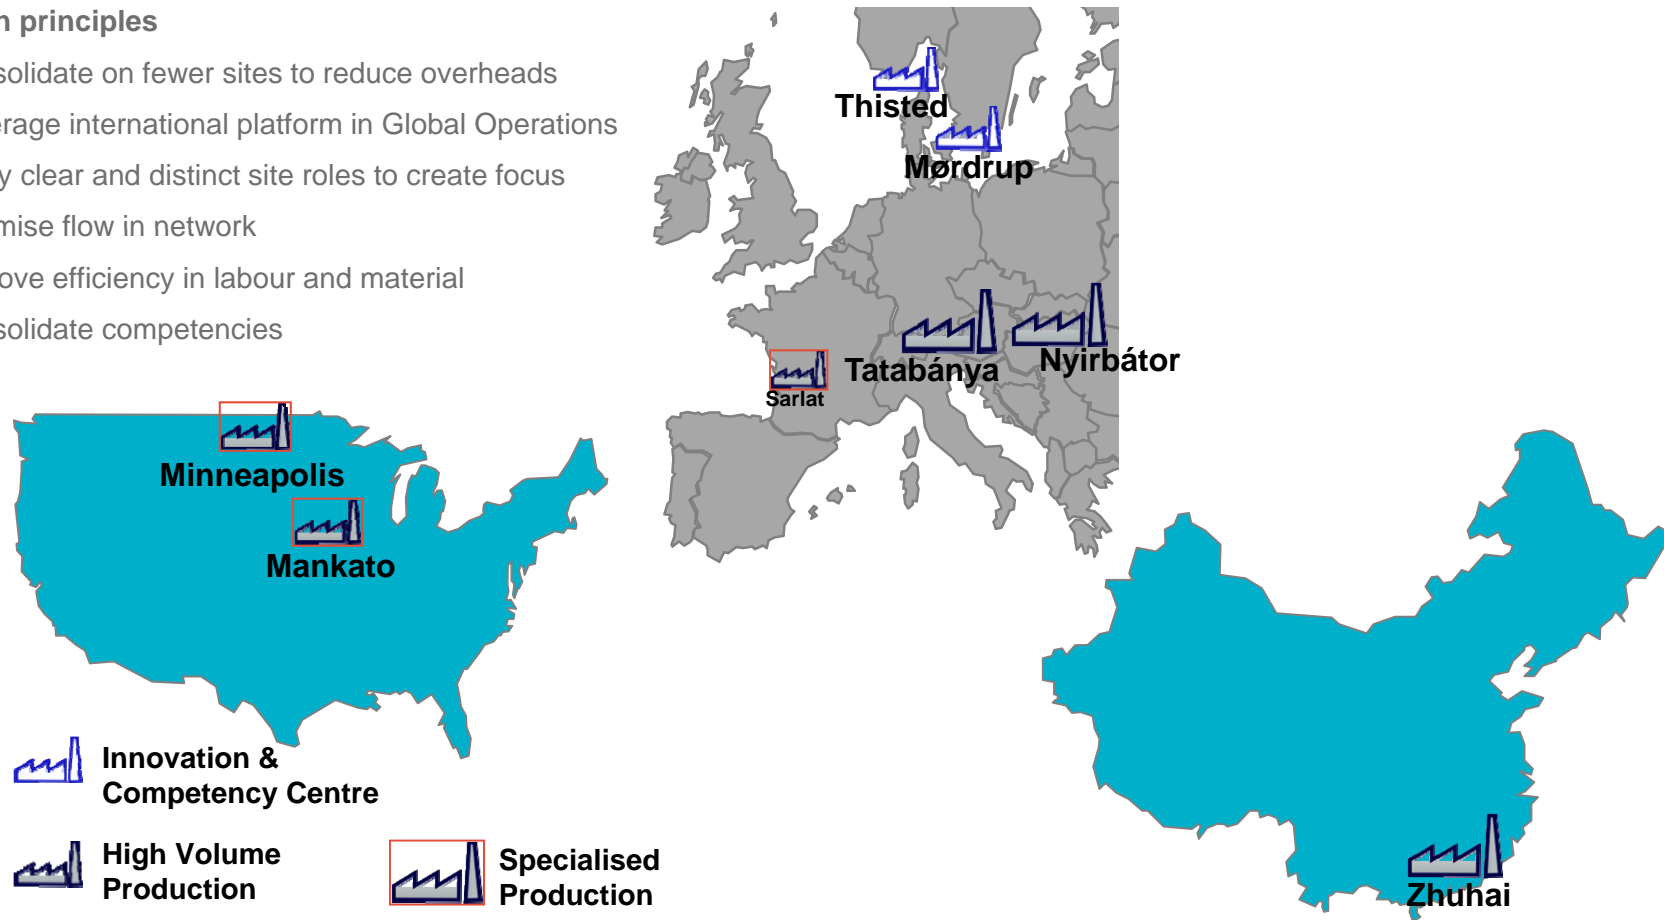 n principles
solidate on fewer sites to reduce overheads
erage international platform in Global Operations
y clear and distinct site roles to create focus
mise flow in network
ove efficiency in labour and material
solidate competencies
Thisted
Mørdrup
Tatabánya
Nyirbátor
Sarlat
Minneapolis
Mankato
Zhuhai
Innovation &
Competency Centre
High Volume
Production
Specialised
Production